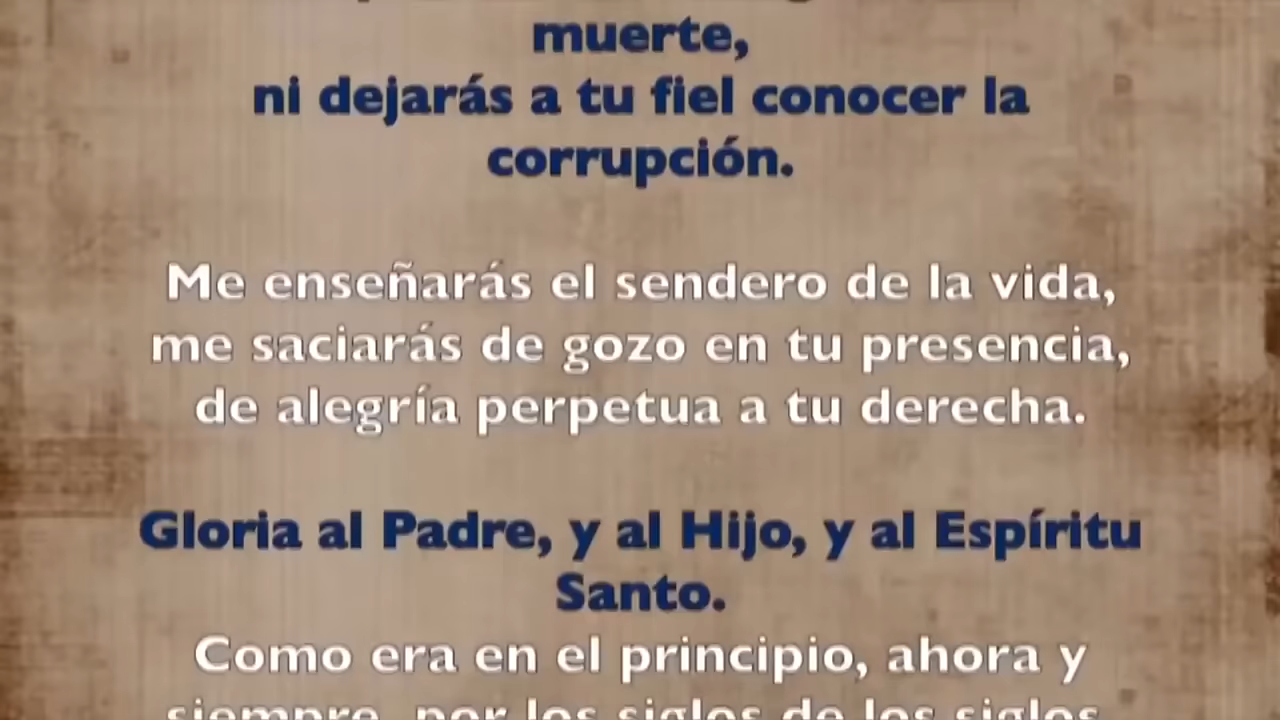 muerte,
ni dejarás a tu fiel conocer la
corrupción.
Me enseñarás el sendero de la vida,
me saciarás de gozo en tu presencia,
de alegría perpetua a tu derecha.
Gloria al Padre, y al Hijo, y al Espíritu
Santo.
Como era en el principio, ahora y
siempre, por los siglos de los siglos.